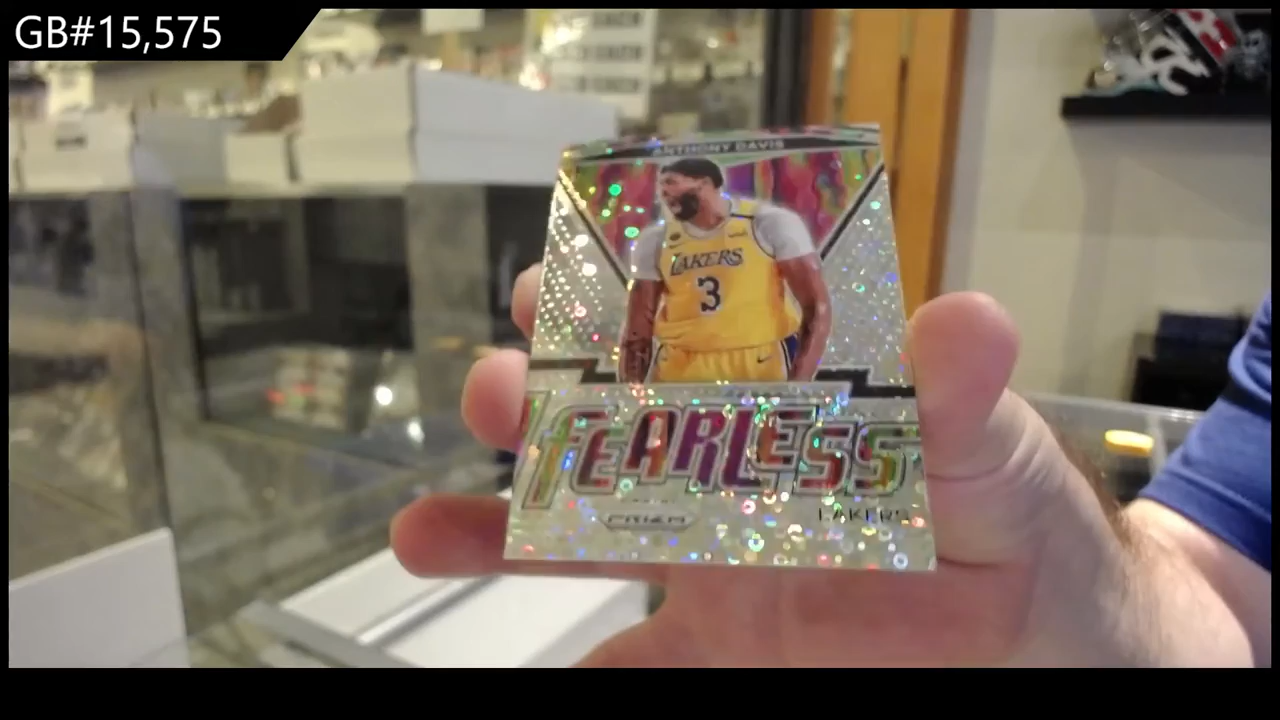 GB#15,575
ANTHONY DAVIS
LAKERS
3
FEARLESS
PRIZM
LAKERS